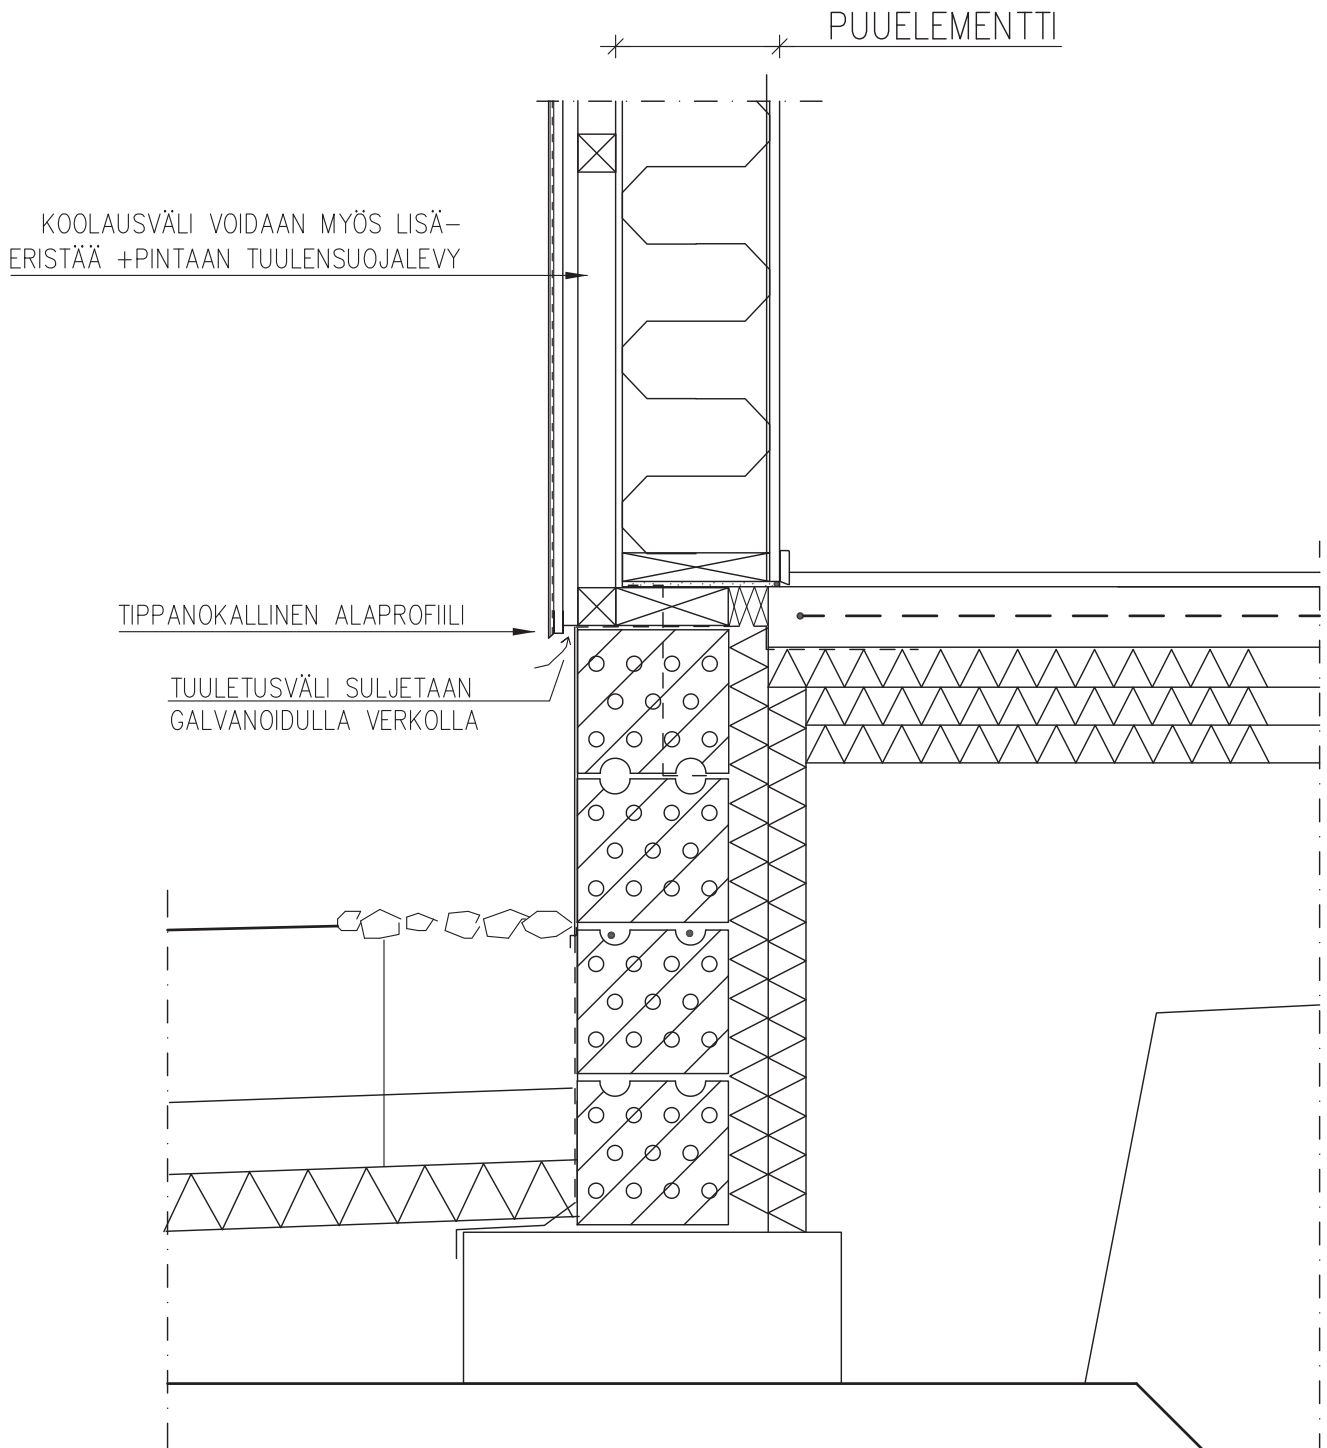 PUUELEMENTTI
KOOLAUSVÄLI VOIDAAN MYÖS LISÄ-
ERISTÄÄ +PINTAAN TUULENSUOJALEVY
TIPPANOKALLINEN ALAPROFIILI
TUULETUSVÄLI SULJETAAN
GALVANOIDULLA VERKOLLA